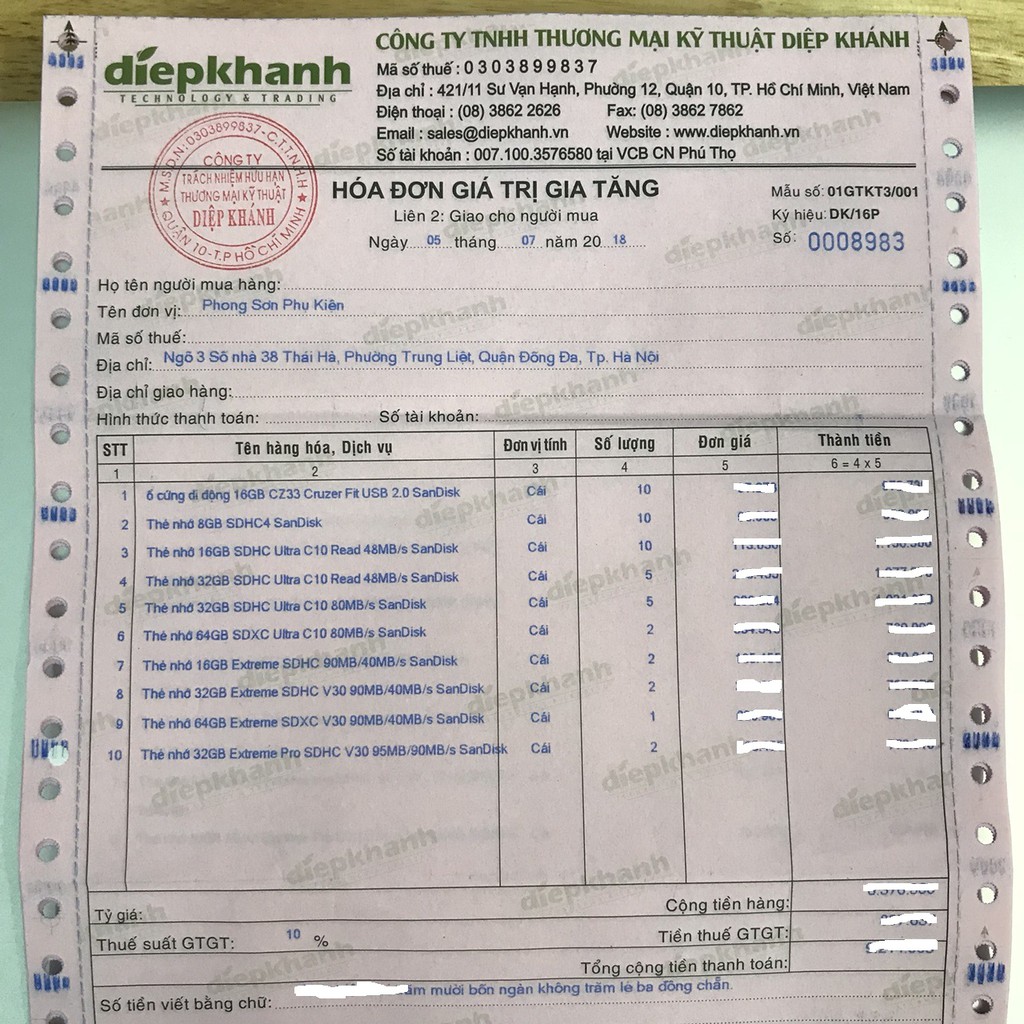 diepkhanh
TECHNOLOGY & TRADING
CÔNG TY TNHH THƯƠNG MẠI KỸ THUẬT DIỆP KHÁNH
Mã số thuế : 0303899837
Địa chỉ : 421/11 Sư Vạn Hạnh, Phường 12, Quận 10, TP. Hồ Chí Minh, Việt Nam
Điện thoại : (08) 3862 2626 Fax: (08) 3862 7862
Email : sales@diepkhanh.vn Website : www.diepkhanh.vn
Số tài khoản : 007.100.3576580 tại VCB CN Phú Thọ
M.S.D.N: 0303899837-C.T.T.N.H.H
CÔNG TY
TRÁCH NHIỆM HỮU HẠN
THƯƠNG MẠI KỸ THUẬT
DIỆP KHÁNH
QUẬN 10-T.P HỒ CHÍ MINH
HÓA ĐƠN GIÁ TRỊ GIA TĂNG
Liên 2: Giao cho người mua
Ngày 05 tháng 07 năm 20 18
Mẫu số: 01GTKT3/001
Ký hiệu: DK/16P
Số: 0008983
Họ tên người mua hàng:
Tên đơn vị: Phong Sơn Phụ Kiên
Mã số thuế:
Địa chỉ: Ngõ 3 Số nhà 38 Thái Hà, Phường Trung Liệt, Quận Đống Đa, Tp. Hà Nội
Địa chỉ giao hàng:
Hình thức thanh toán: Số tài khoản:
STT Tên hàng hóa, Dịch vụ Đơn vị tính Số lượng Đơn giá Thành tiền
1 2 3 4 5 6 = 4 x 5
1 ổ cứng di động 16GB CZ33 Cruzer Fit USB 2.0 SanDisk Cái 10
2 Thẻ nhớ 8GB SDHC4 SanDisk Cái 10
3 Thẻ nhớ 16GB SDHC Ultra C10 Read 48MB/s SanDisk Cái 10
4 Thẻ nhớ 32GB SDHC Ultra C10 Read 48MB/s SanDisk Cái 5
5 Thẻ nhớ 32GB SDHC Ultra C10 80MB/s SanDisk Cái 5
6 Thẻ nhớ 64GB SDXC Ultra C10 80MB/s SanDisk Cái 2
7 Thẻ nhớ 16GB Extreme SDHC 90MB/40MB/s SanDisk Cái 2
8 Thẻ nhớ 32GB Extreme SDHC V30 90MB/40MB/s SanDisk Cái 2
9 Thẻ nhớ 64GB Extreme SDXC V30 90MB/40MB/s SanDisk Cái 1
10 Thẻ nhớ 32GB Extreme Pro SDHC V30 95MB/90MB/s SanDisk Cái 2
Tỷ giá: Cộng tiền hàng:
Thuế suất GTGT: 10 % Tiền thuế GTGT:
Tổng cộng tiền thanh toán:
Số tiền viết bằng chữ: mười bốn ngàn không trăm lẻ ba đồng chẵn.